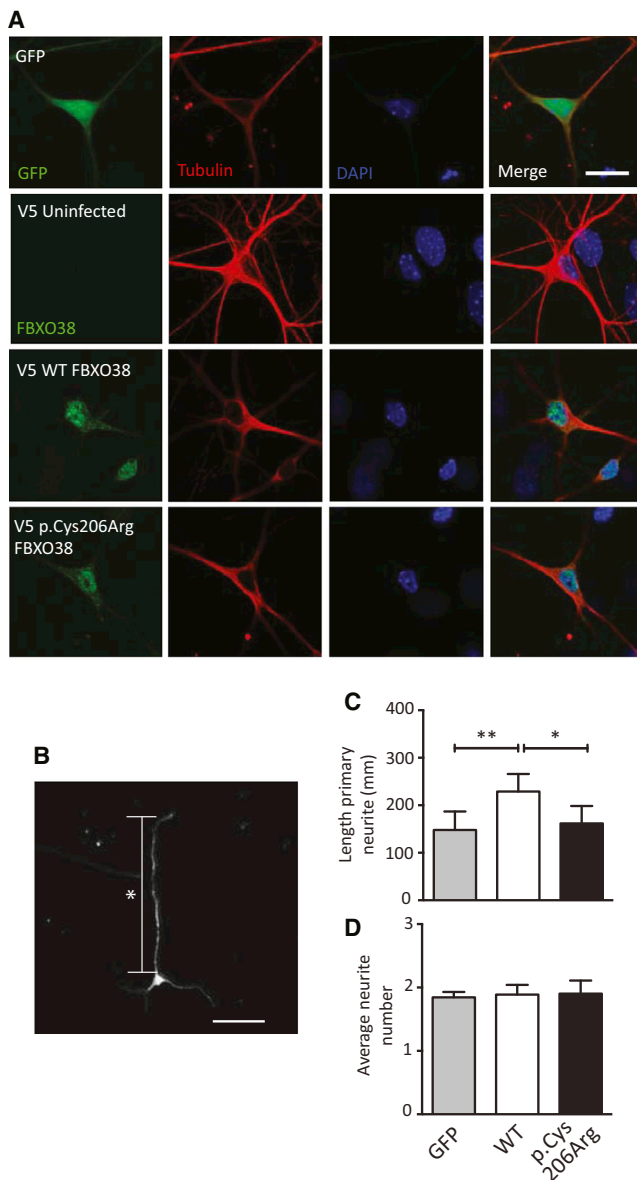 A
GFP
GFP
Tubulin
DAPI
Merge
V5 Uninfected
FBXO38
V5 WT FBXO38
V5 p.Cys206Arg
FBXO38
B
*
C
Length primary
neurite (mm)
400
300
200
100
0
**
*
D
Average neurite
number
3
2
1
0
GFP
WT
p.Cys
206Arg